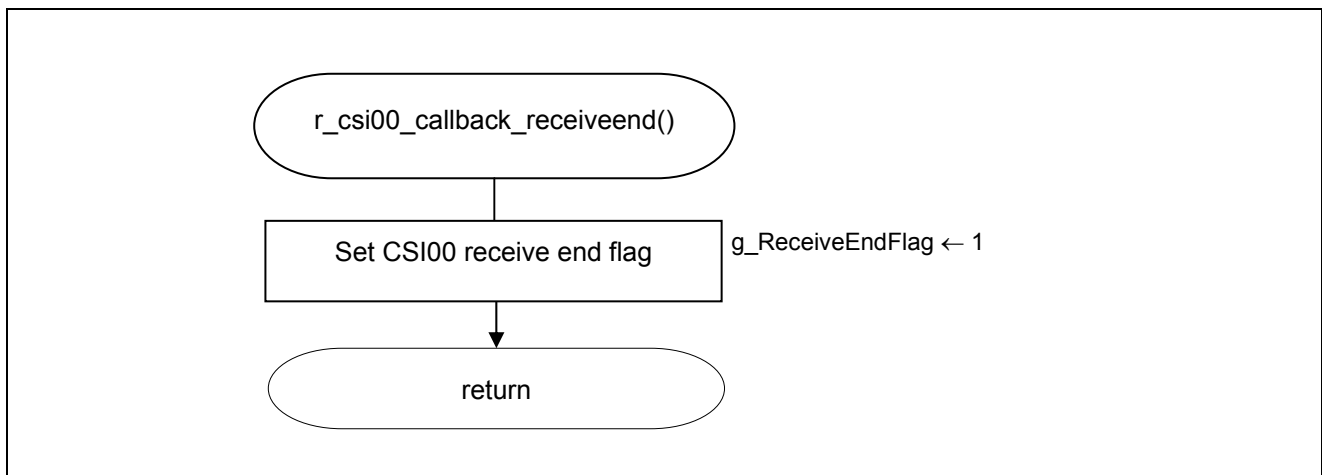 r_csi00_callback_receiveend()
Set CSI00 receive end flag
g_ReceiveEndFlag ← 1
return